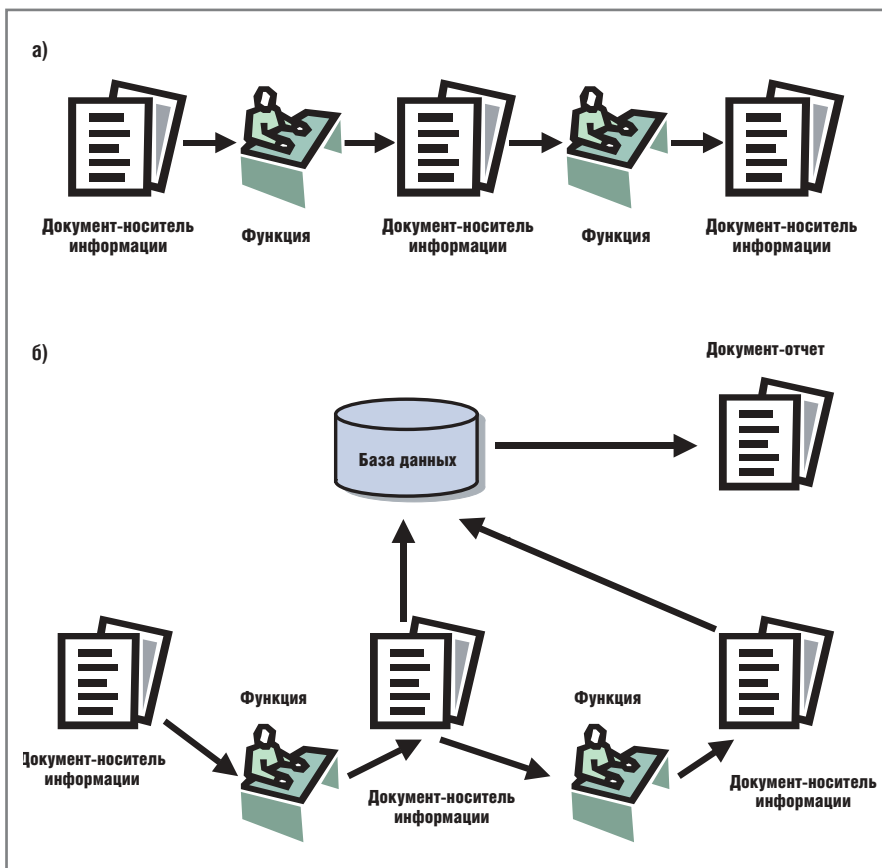 а)
Документ-носитель
информации
Функция
Документ-носитель
информации
Функция
Документ-носитель
информации
б)
Документ-отчет
База данных
Функция
Функция
Документ-носитель
информации
Документ-носитель
информации
Документ-носитель
информации